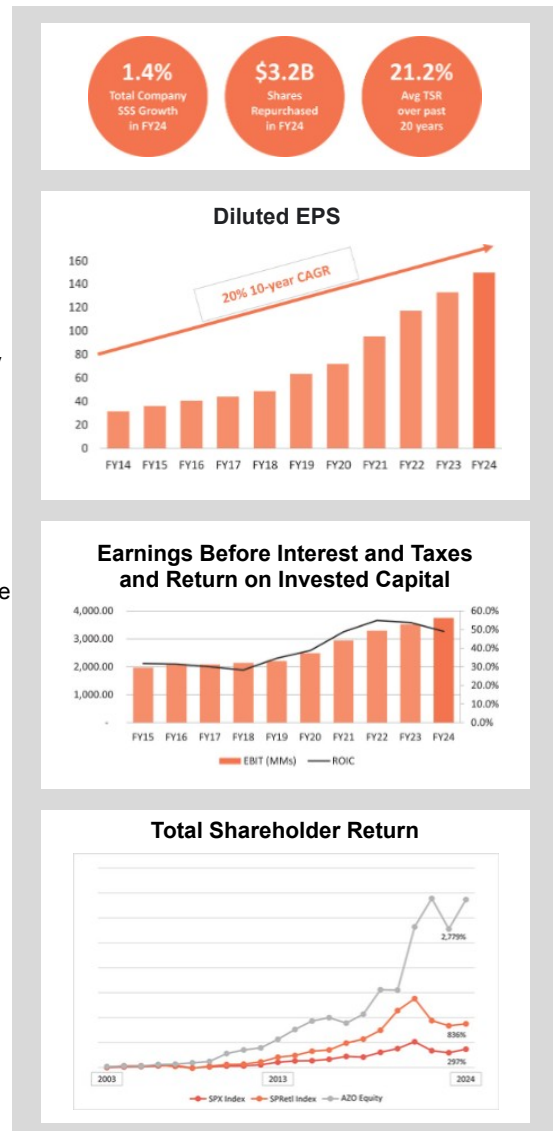 1.4%
Total Company
SSS Growth
in FY24
$3.2B
Shares
Repurchased
in FY24
21.2%
Avg TSR
over past
20 years
Diluted EPS
160
140
120
100
80
60
40
20
0
20% 10-year CAGR
FY14 FY15 FY16 FY17 FY18 FY19 FY20 FY21 FY22 FY23 FY24
e
Earnings Before Interest and Taxes
and Return on Invested Capital
4,000.00
3,000.00
2,000.00
1,000.00
-
60.0%
50.0%
40.0%
30.0%
20.0%
10.0%
0.0%
FY15 FY16 FY17 FY18 FY19 FY20 FY21 FY22 FY23 FY24
EBIT (MMs) ROIC
Total Shareholder Return
2,779%
836%
297%
2003 2013 2024
SPX Index SPRetl Index AZO Equity